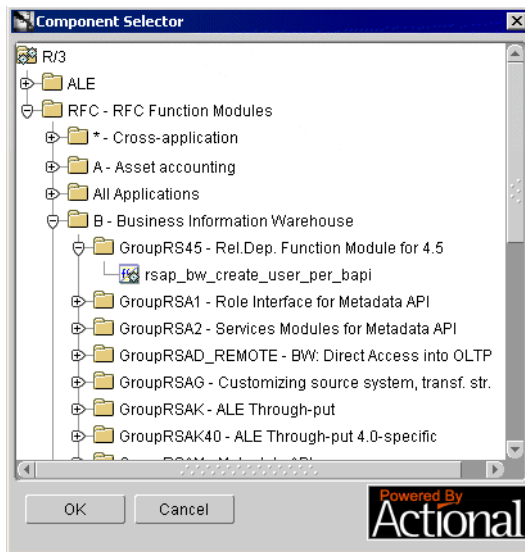 Component Selector
R/3
ALE
RFC - RFC Function Modules
* - Cross-application
A - Asset accounting
All Applications
B - Business Information Warehouse
GroupRS45 - Rel.Dep. Function Module for 4.5
rsap_bw_create_user_per_bapi
GroupRSA1 - Role Interface for Metadata API
GroupRSA2 - Services Modules for Metadata API
GroupRSAD_REMOTE - BW: Direct Access into OLTP
GroupRSAG - Customizing source system, transf. str.
GroupRSAK - ALE Through-put
GroupRSAK40 - ALE Through-put 4.0-specific
OK Cancel
Powered By
Actional